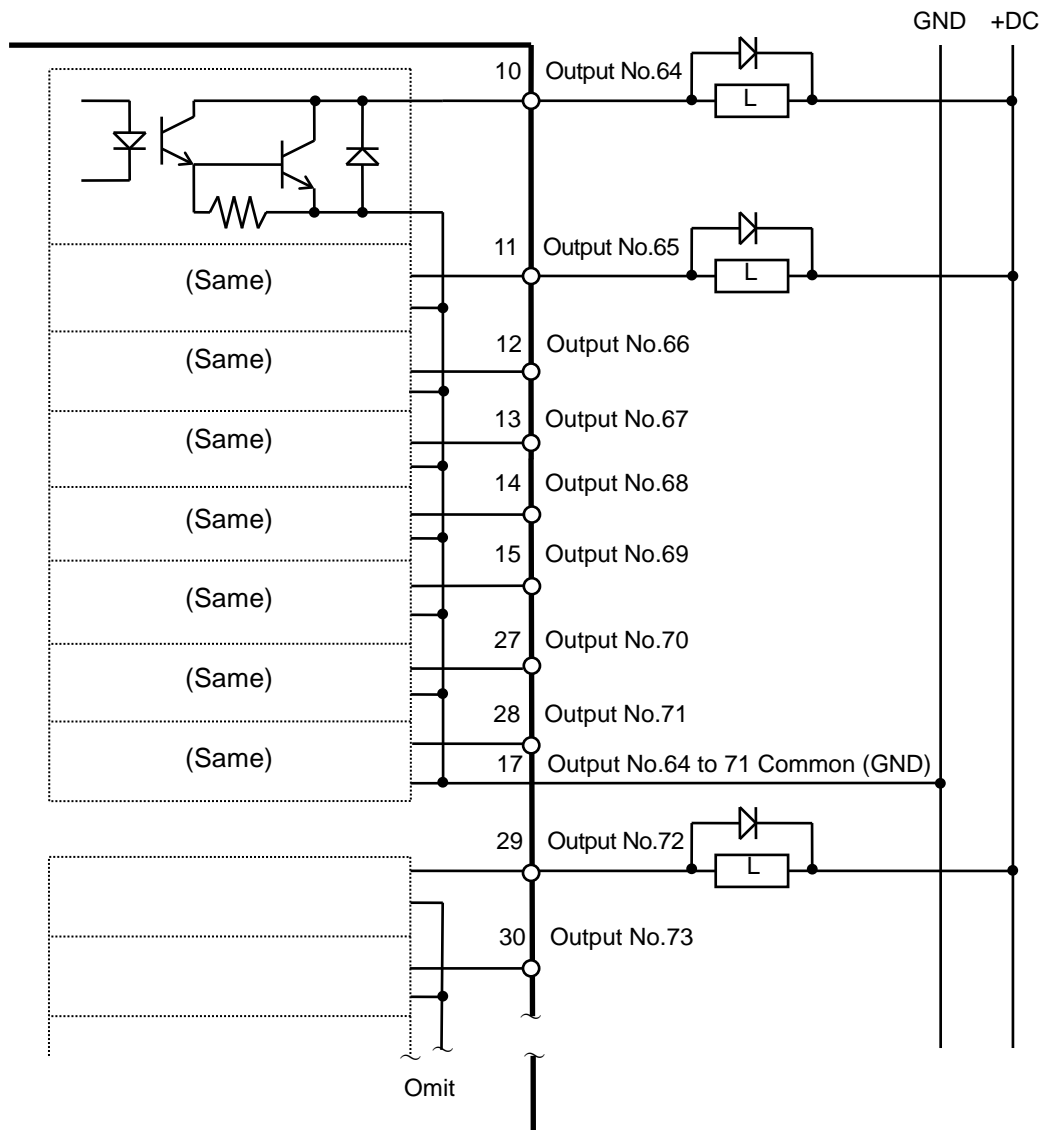 GND +DC
10 Output No.64
L
11 Output No.65
(Same) L
12 Output No.66
(Same)
13 Output No.67
(Same)
14 Output No.68
(Same)
15 Output No.69
(Same)
27 Output No.70
(Same)
28 Output No.71
(Same)
17 Output No.64 to 71 Common (GND)
29 Output No.72
L
30 Output No.73
Omit